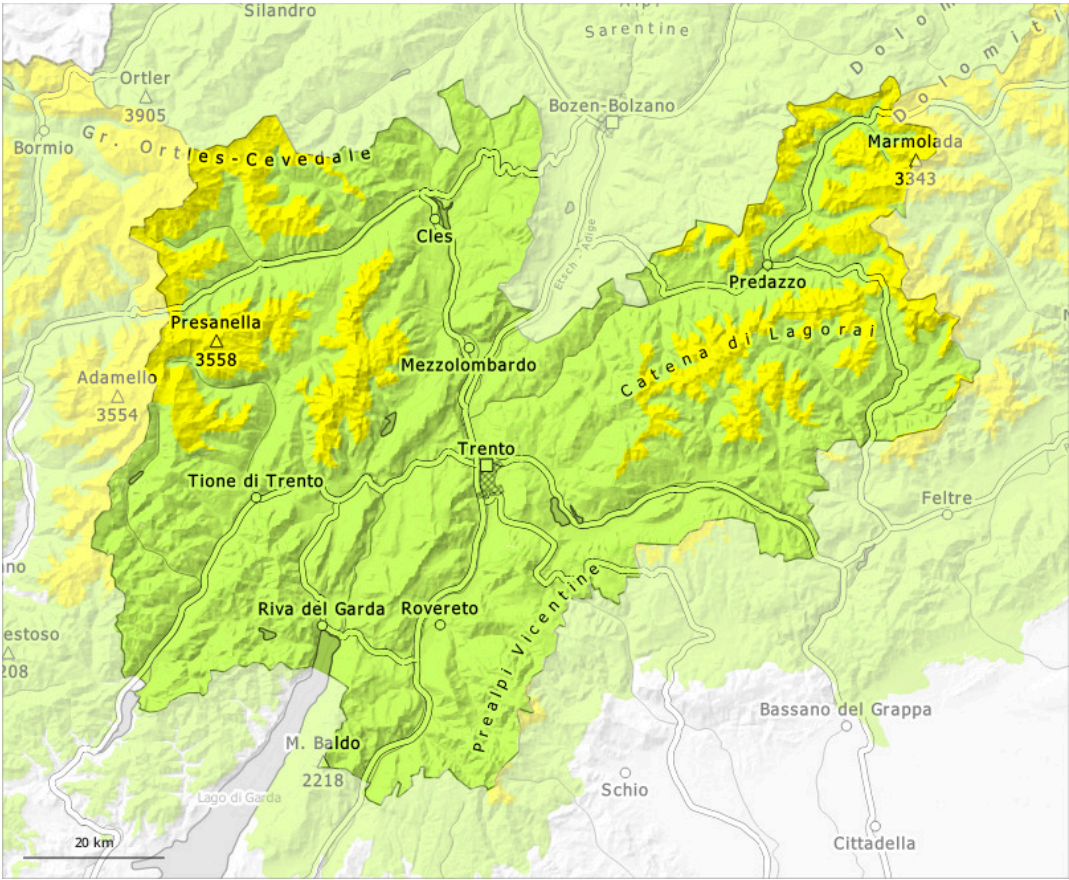 Silandro
Sarentine
Dolomiti
Ortler
3905
Bozen-Bolzano
Bormio
Gr. Ortles-Cevedale
Marmolada
3343
Cles
Etsch - Adige
Predazzo
Presanella
3558
Catena di Lagorai
Mezzolombardo
Adamello
3554
Trento
Tione di Trento
Feltre
Riva del Garda
Rovereto
Prealpi Vicentine
estoso
208
Bassano del Grappa
M. Baldo
2218
Schio
Lago di Garda
20 km
Cittadella